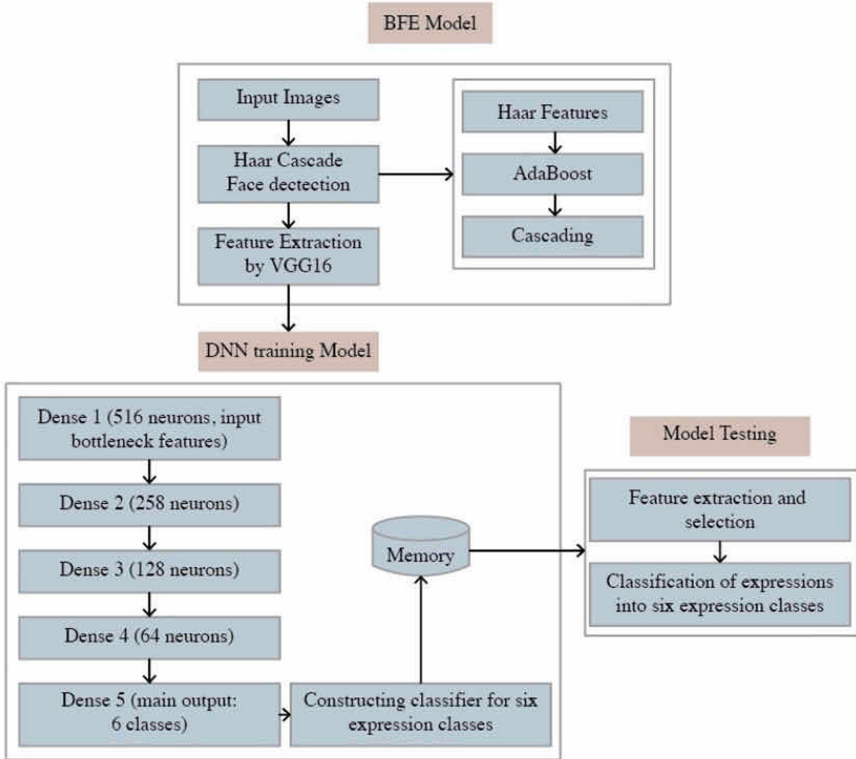 BFE Model
Input Images
Haar Cascade
Face dectection
Feature Extraction
by VGG16
Haar Features
AdaBoost
Cascading
DNN training Model
Dense 1 (516 neurons, input
bottleneck features)
Dense 2 (258 neurons)
Dense 3 (128 neurons)
Dense 4 (64 neurons)
Dense 5 (main output:
6 classes)
Constructing classifier for six
expression classes
Memory
Model Testing
Feature extraction and
selection
Classification of expressions
into six expression classes